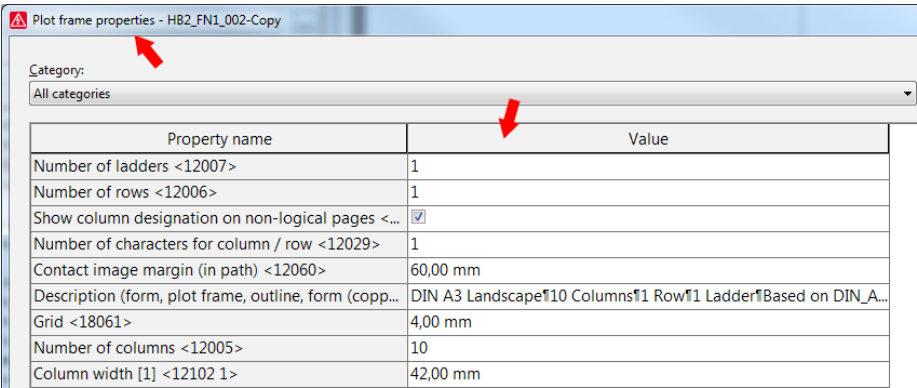 Plot frame properties - HB2_FN1_002-Copy
Category:
All categories
Property name Value
Number of ladders <12007> 1
Number of rows <12006> 1
Show column designation on non-logical pages <...
Number of characters for column / row <12029> 1
Contact image margin (in path) <12060> 60,00 mm
Description (form, plot frame, outline, form (copp... DIN A3 Landscape¶10 Columns¶1 Row¶1 Ladder¶Based on DIN_A...
Grid <18061> 4,00 mm
Number of columns <12005> 10
Column width [1] <12102 1> 42,00 mm